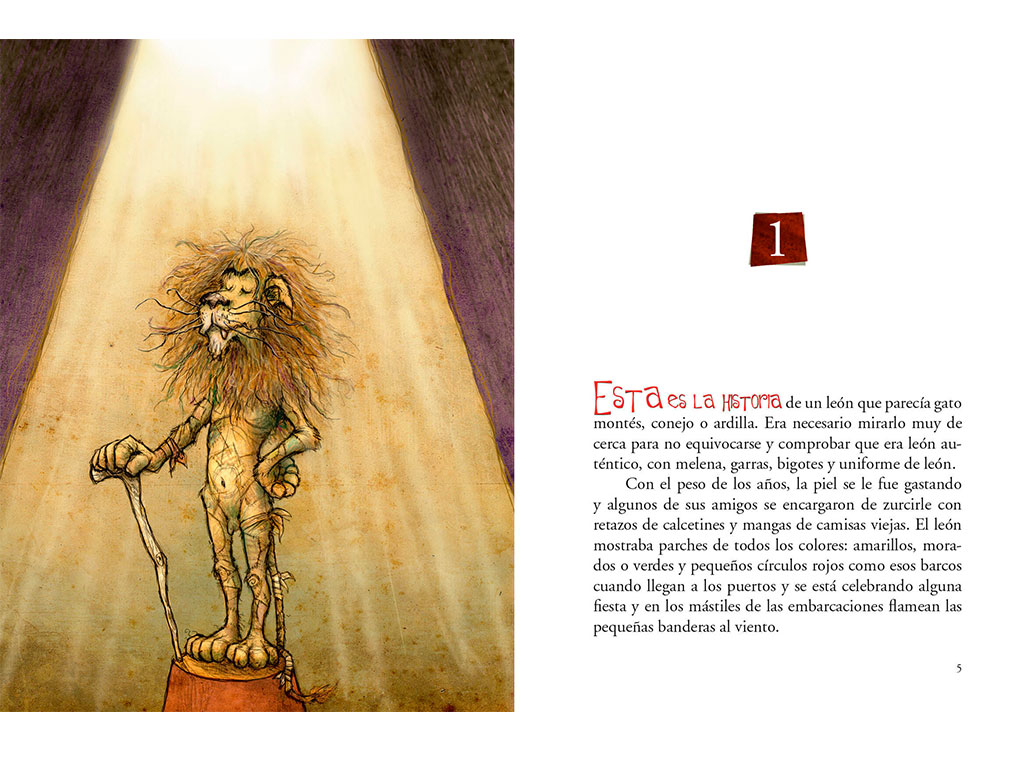 1
Esta es la historia de un león que parecía gato
montés, conejo o ardilla. Era necesario mirarlo muy de
cerca para no equivocarse y comprobar que era león au-
téntico, con melena, garras, bigotes y uniforme de león.
Con el peso de los años, la piel se le fue gastando
y algunos de sus amigos se encargaron de zurcirle con
retazos de calcetines y mangas de camisas viejas. El león
mostraba parches de todos los colores: amarillos, mora-
dos o verdes y pequeños círculos rojos como esos barcos
cuando llegan a los puertos y se está celebrando alguna
fiesta y en los mástiles de las embarcaciones flamean las
pequeñas banderas al viento.
5